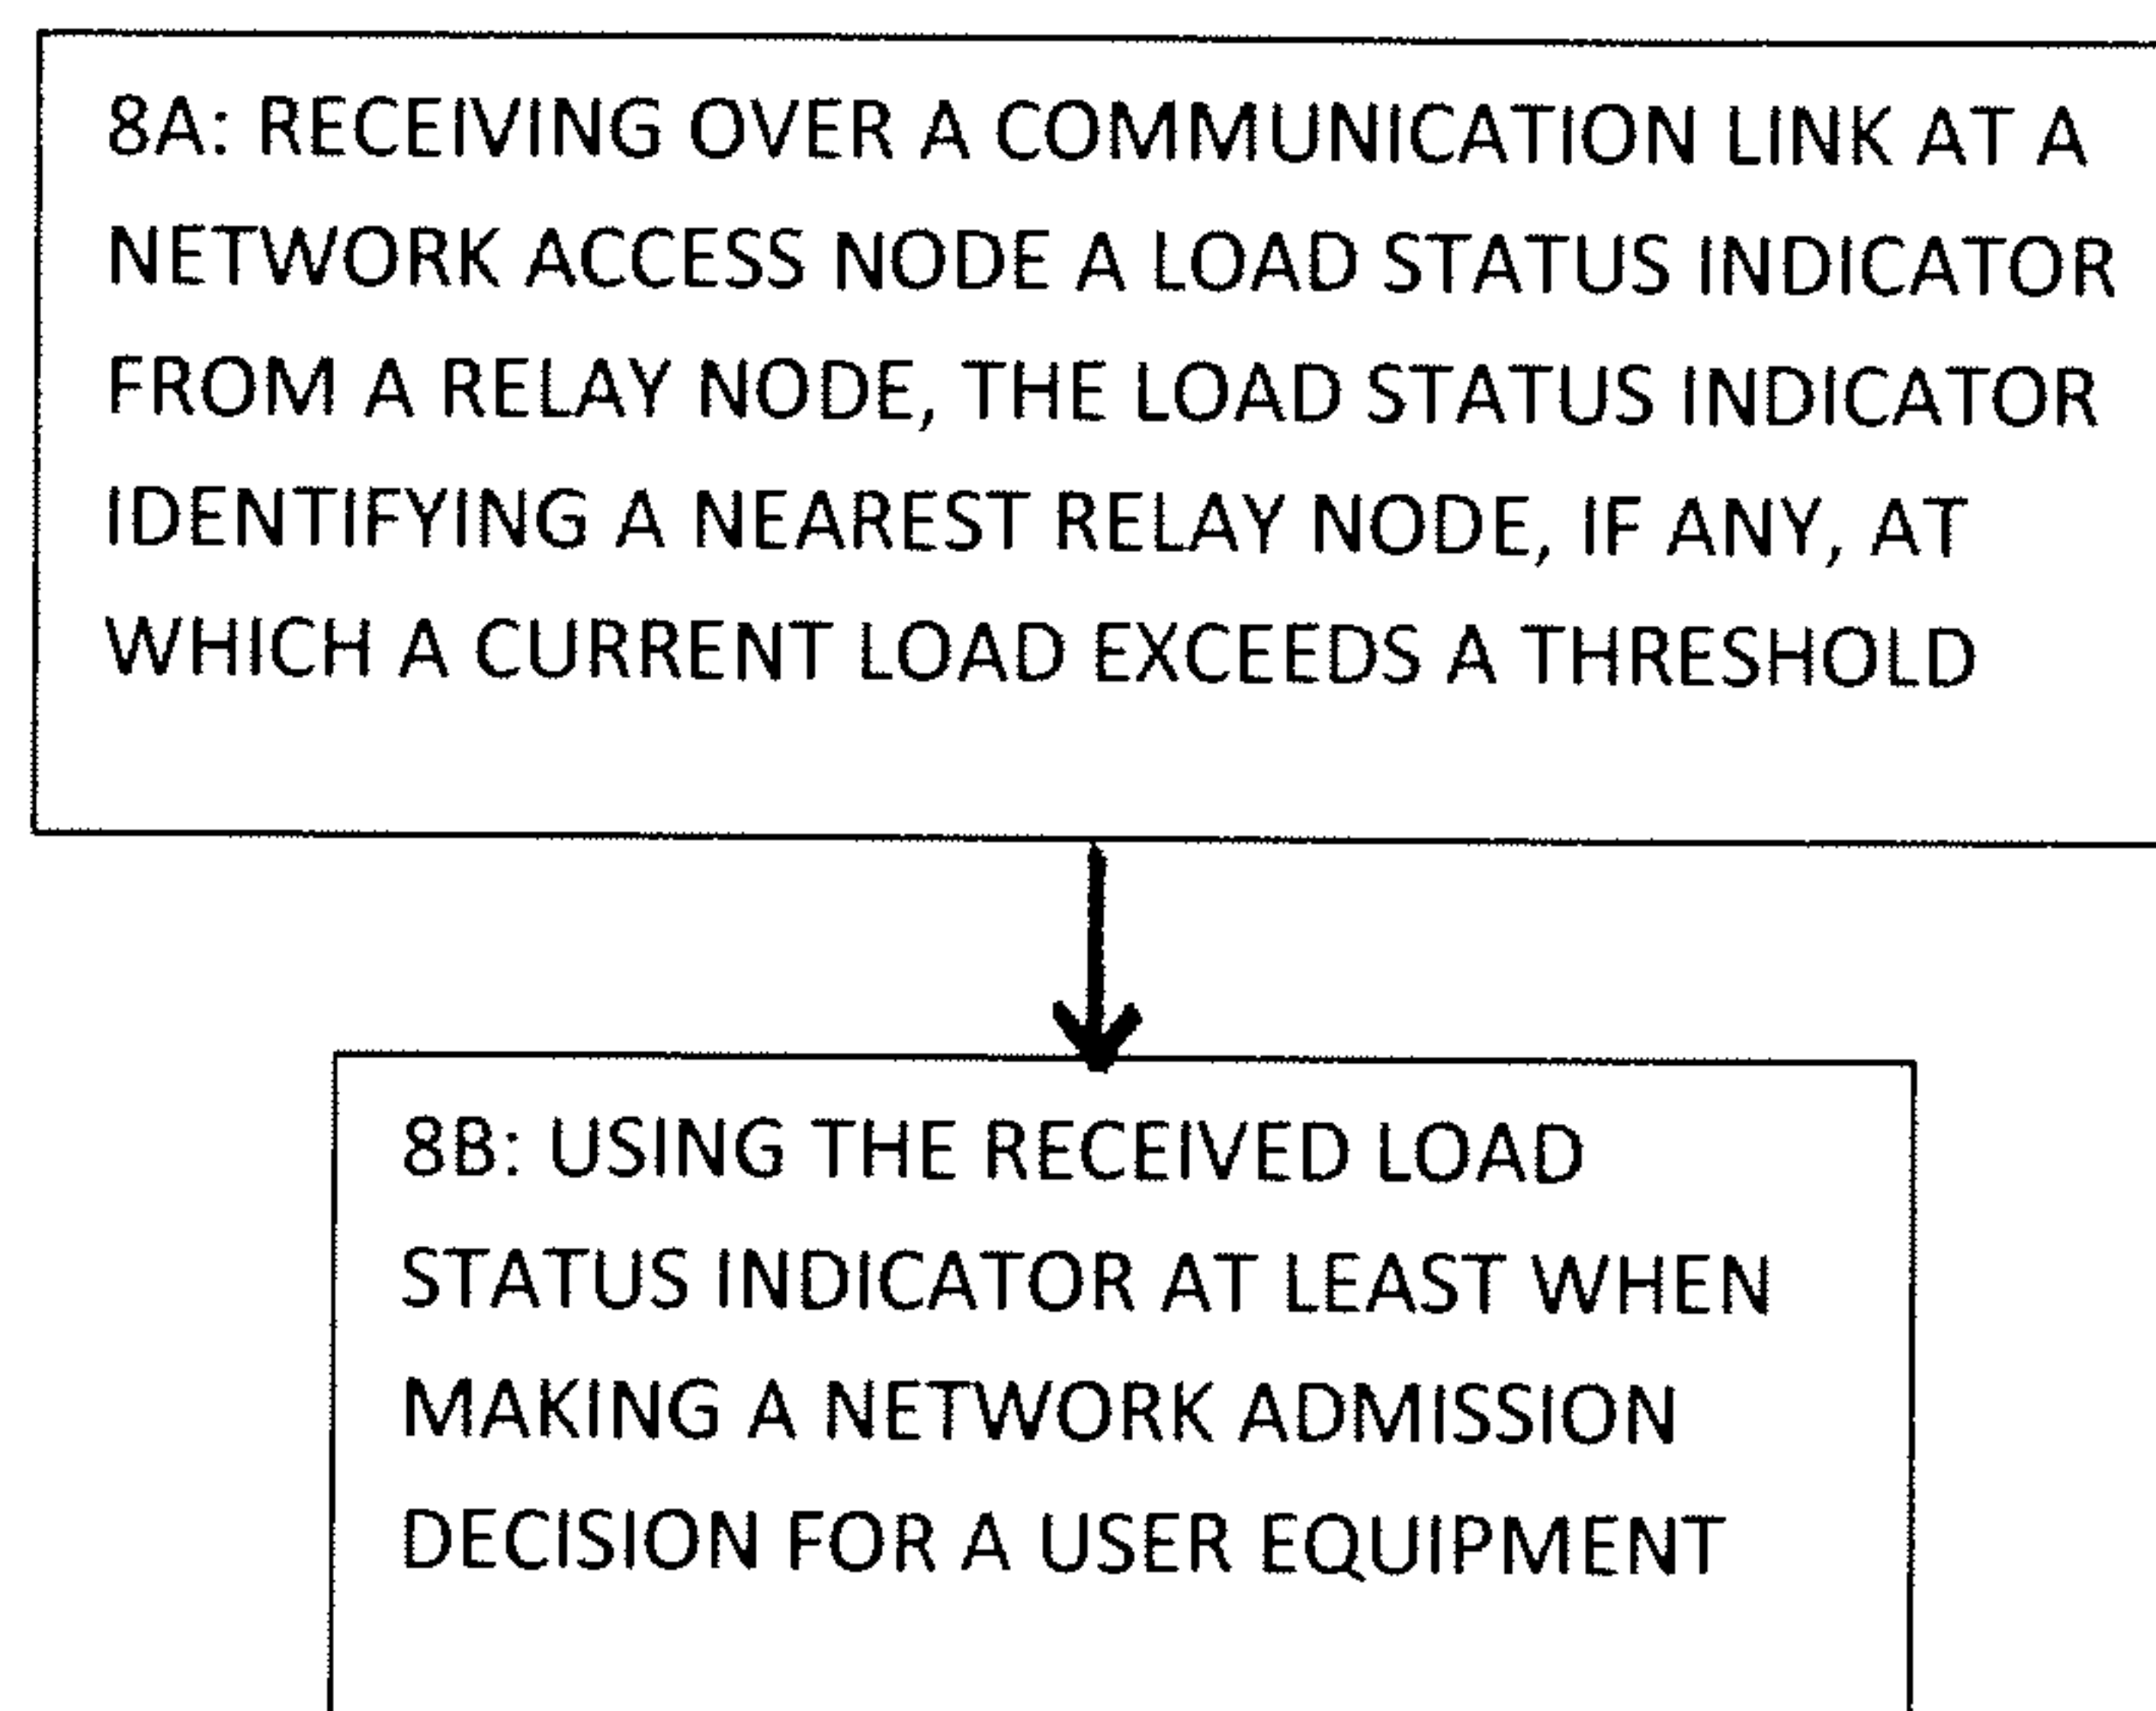 8A: RECEIVING OVER A COMMUNICATION LINK AT A
NETWORK ACCESS NODE A LOAD STATUS INDICATOR
FROM A RELAY NODE, THE LOAD STATUS INDICATOR
IDENTIFYING A NEAREST RELAY NODE, IF ANY, AT
WHICH A CURRENT LOAD EXCEEDS A THRESHOLD
8B: USING THE RECEIVED LOAD
STATUS INDICATOR AT LEAST WHEN
MAKING A NETWORK ADMISSION
DECISION FOR A USER EQUIPMENT